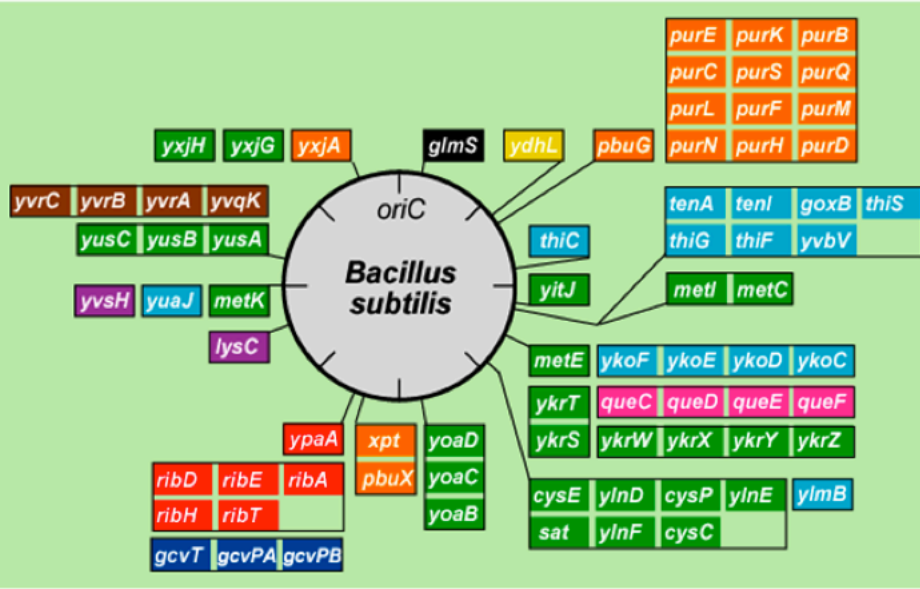 purE purK purB
purC purS purQ
purL purF purM
purN purH purD
yxjH yxjG yxjA glmS ydhL pbuG
yvrC yvrB yvrA yvqK
yusC yusB yusA
oriC
Bacillus
subtilis
tenA tenI goxB thiS
thiG thiF yvbV
thiC
yvsH yuaJ metK
yitJ
metI metC
lysC
metE ykoF ykoE ykoD ykoC
ykrT queC queD queE queF
ykrS ykrW ykrX ykrY ykrZ
ypaA xpt yoaD
ribD ribE ribA pbuX yoaC
ribH ribT yoaB
gcvT gcvPA gcvPB
cysE ylnD cysP ylnE ylmB
sat ylnF cysC